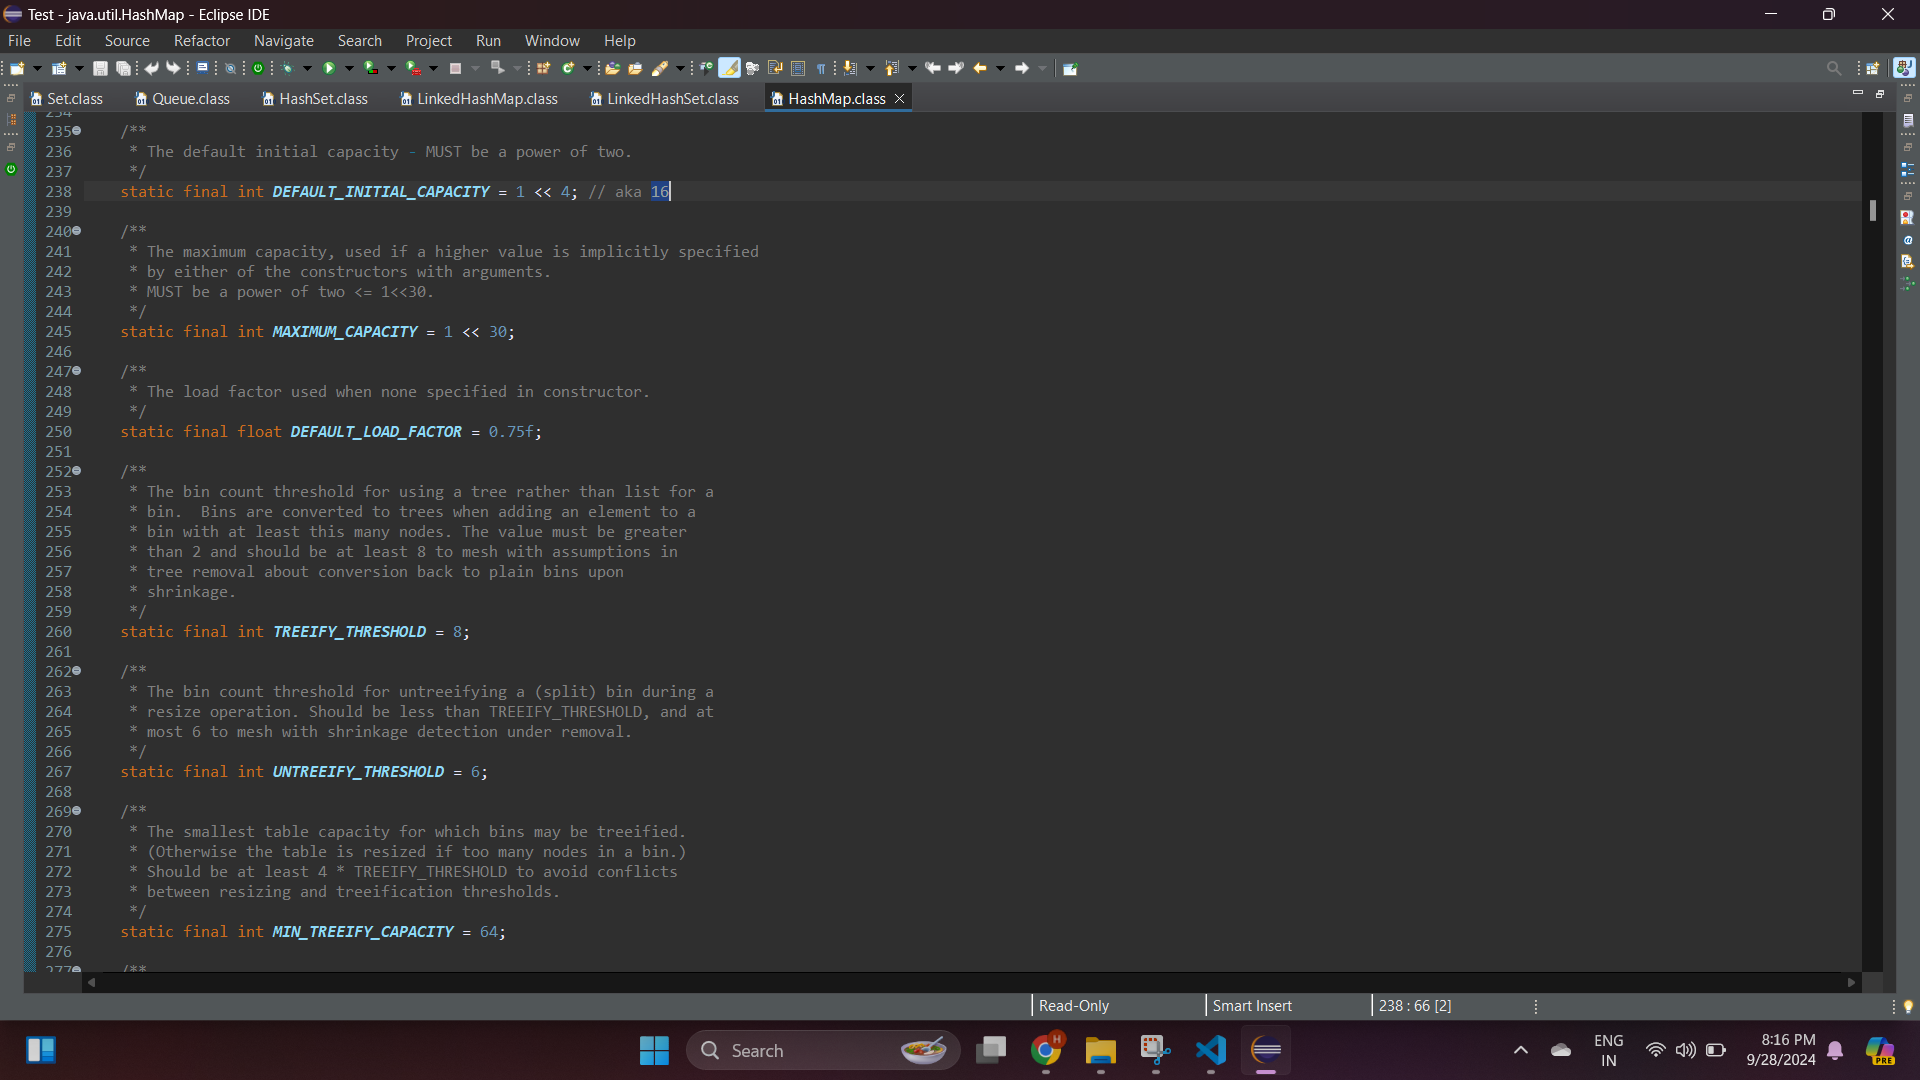 Test - java.util.HashMap - Eclipse IDE
File Edit Source Refactor Navigate Search Project Run Window Help
Set.class Queue.class HashSet.class LinkedHashMap.class LinkedHashSet.class HashMap.class
234
235 /**
236 * The default initial capacity - MUST be a power of two.
237 */
238 static final int DEFAULT_INITIAL_CAPACITY = 1 << 4; // aka 16
239
240 /**
241 * The maximum capacity, used if a higher value is implicitly specified
242 * by either of the constructors with arguments.
243 * MUST be a power of two <= 1<<30.
244 */
245 static final int MAXIMUM_CAPACITY = 1 << 30;
246
247 /**
248 * The load factor used when none specified in constructor.
249 */
250 static final float DEFAULT_LOAD_FACTOR = 0.75f;
251
252 /**
253 * The bin count threshold for using a tree rather than list for a
254 * bin.  Bins are converted to trees when adding an element to a
255 * bin with at least this many nodes. The value must be greater
256 * than 2 and should be at least 8 to mesh with assumptions in
257 * tree removal about conversion back to plain bins upon
258 * shrinkage.
259 */
260 static final int TREEIFY_THRESHOLD = 8;
261
262 /**
263 * The bin count threshold for untreeifying a (split) bin during a
264 * resize operation. Should be less than TREEIFY_THRESHOLD, and at
265 * most 6 to mesh with shrinkage detection under removal.
266 */
267 static final int UNTREEIFY_THRESHOLD = 6;
268
269 /**
270 * The smallest table capacity for which bins may be treeified.
271 * (Otherwise the table is resized if too many nodes in a bin.)
272 * Should be at least 4 * TREEIFY_THRESHOLD to avoid conflicts
273 * between resizing and treeification thresholds.
274 */
275 static final int MIN_TREEIFY_CAPACITY = 64;
276
277 /**
Read-Only Smart Insert 238 : 66 [2]
Search
H
ENG
IN
8:16 PM
9/28/2024
PRE